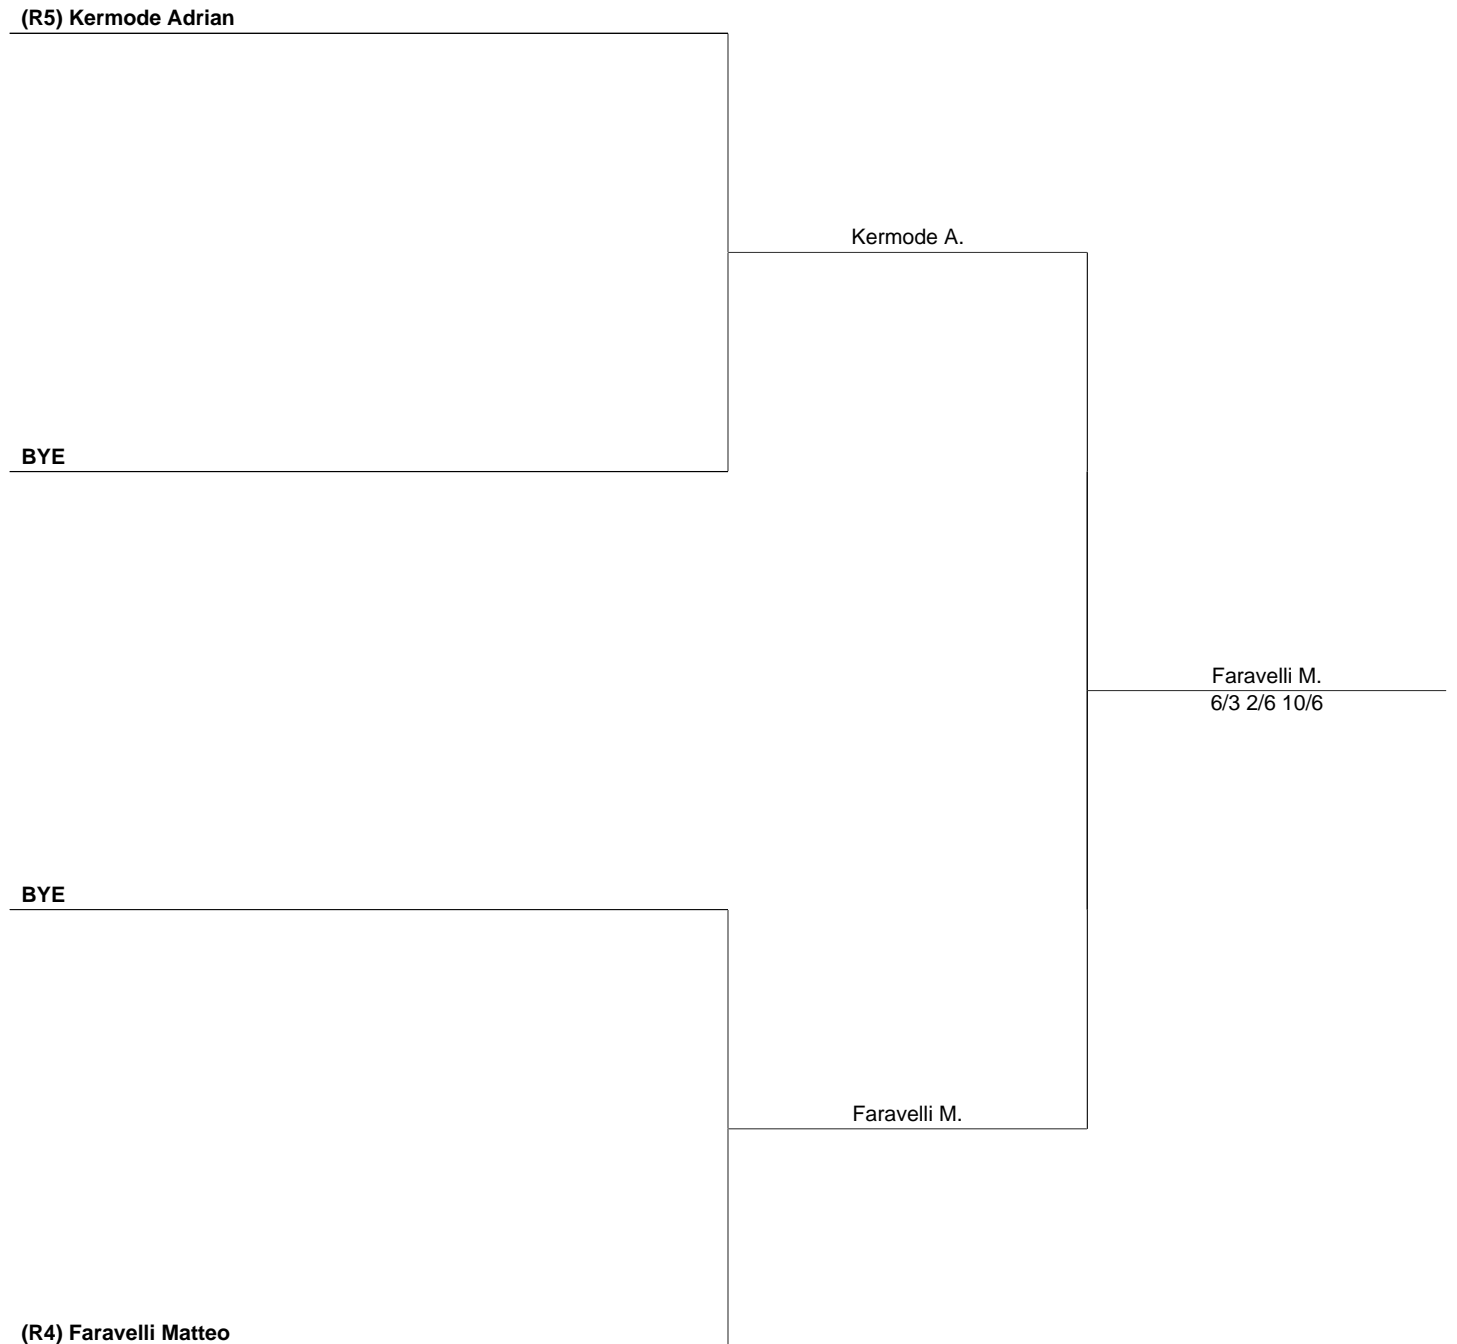 (R5) Kermode Adrian
Kermode A.
BYE
Faravelli M.
6/3 2/6 10/6
BYE
Faravelli M.
(R4) Faravelli Matteo